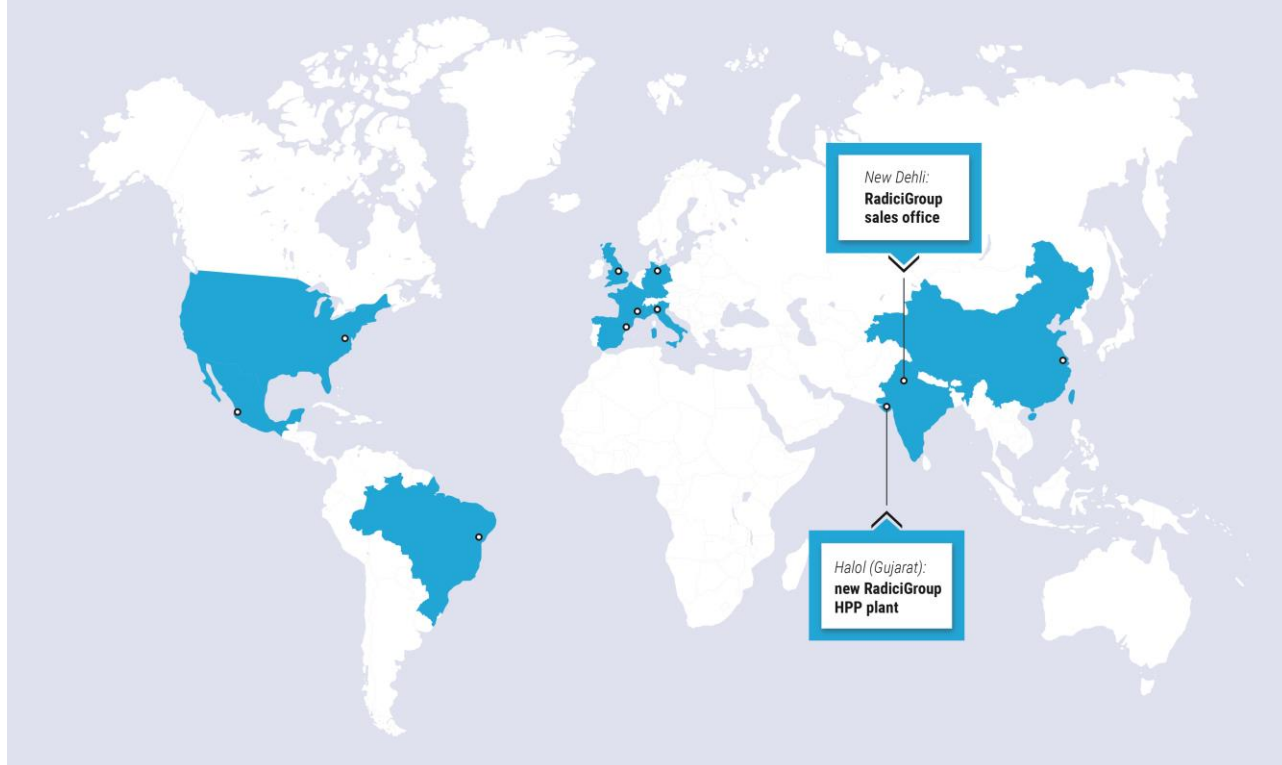 New Dehli:
RadiciGroup
sales office
Halol (Gujarat):
new RadiciGroup
HPP plant